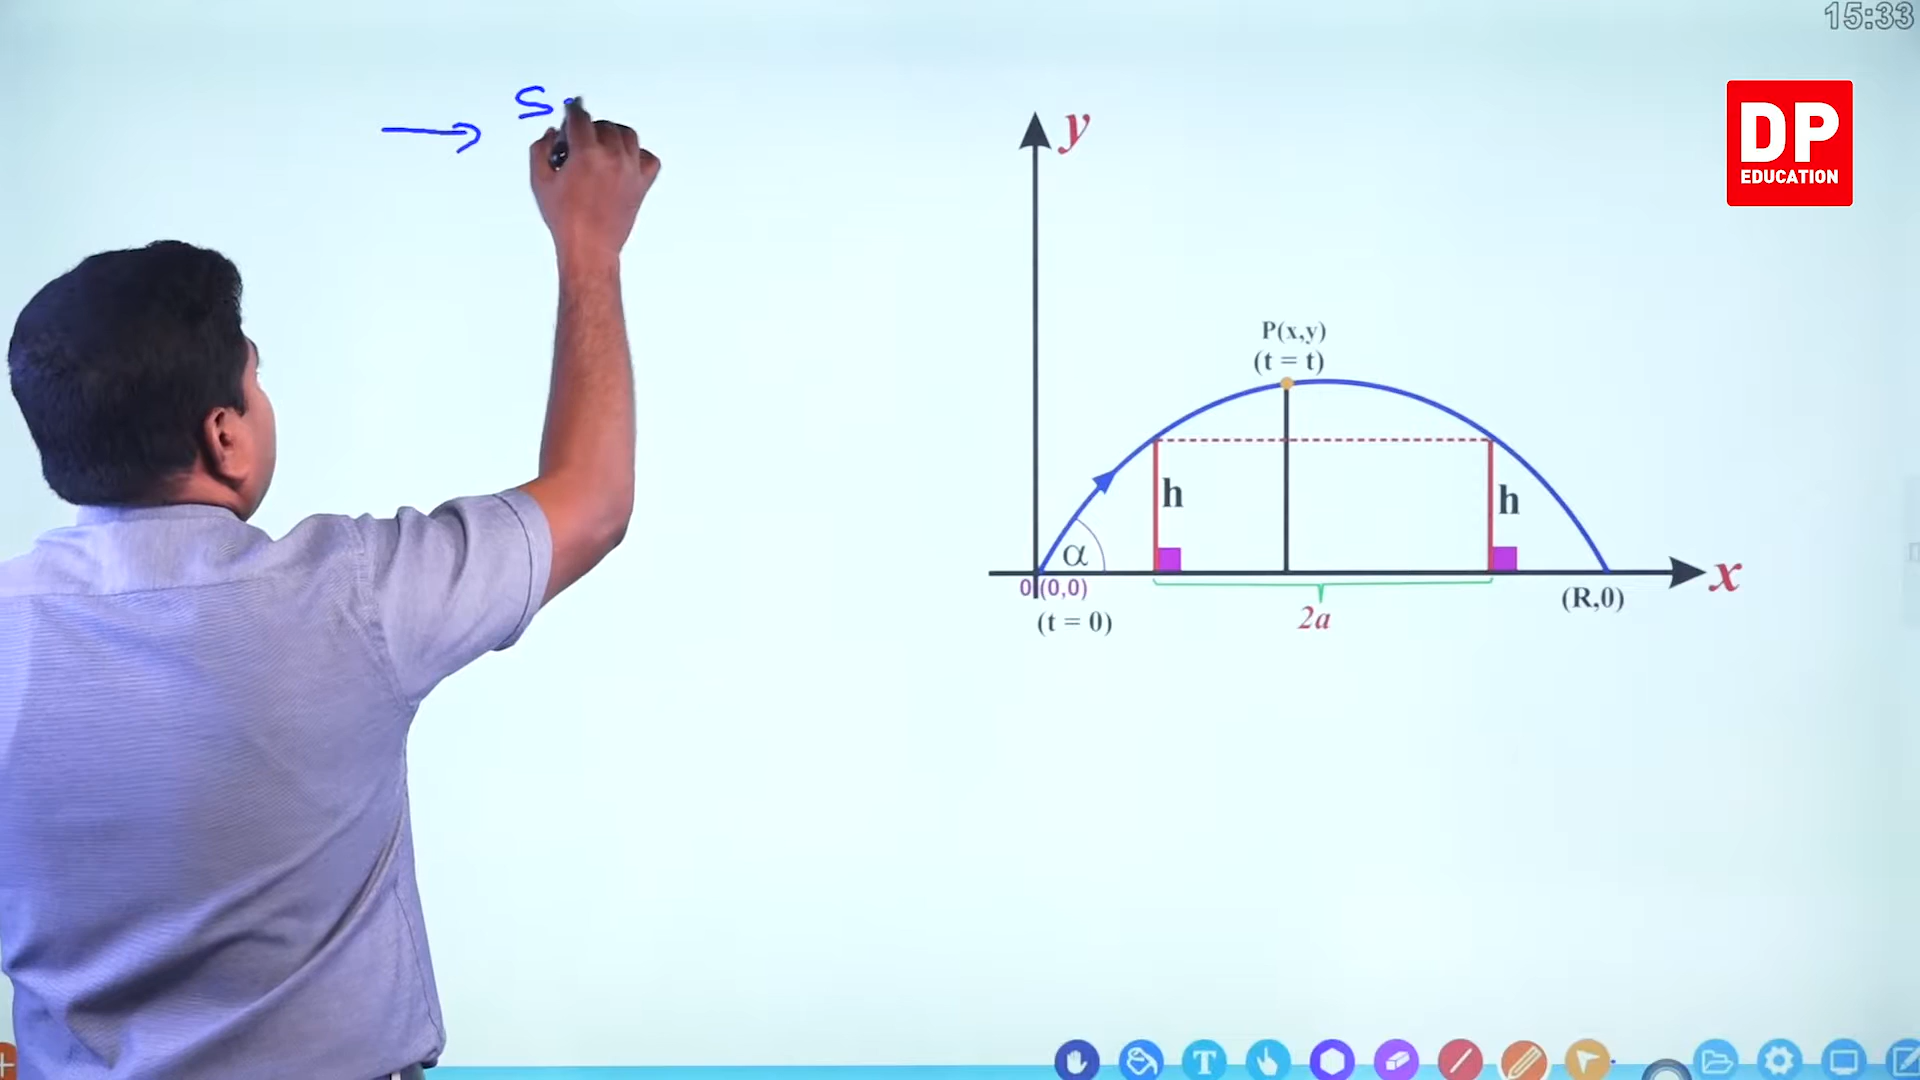 15:33
DP
EDUCATION
→ S
y
P(x,y)
(t = t)
h
h
α
0 (0,0)
x
(t = 0)
2a
(R,0)
T